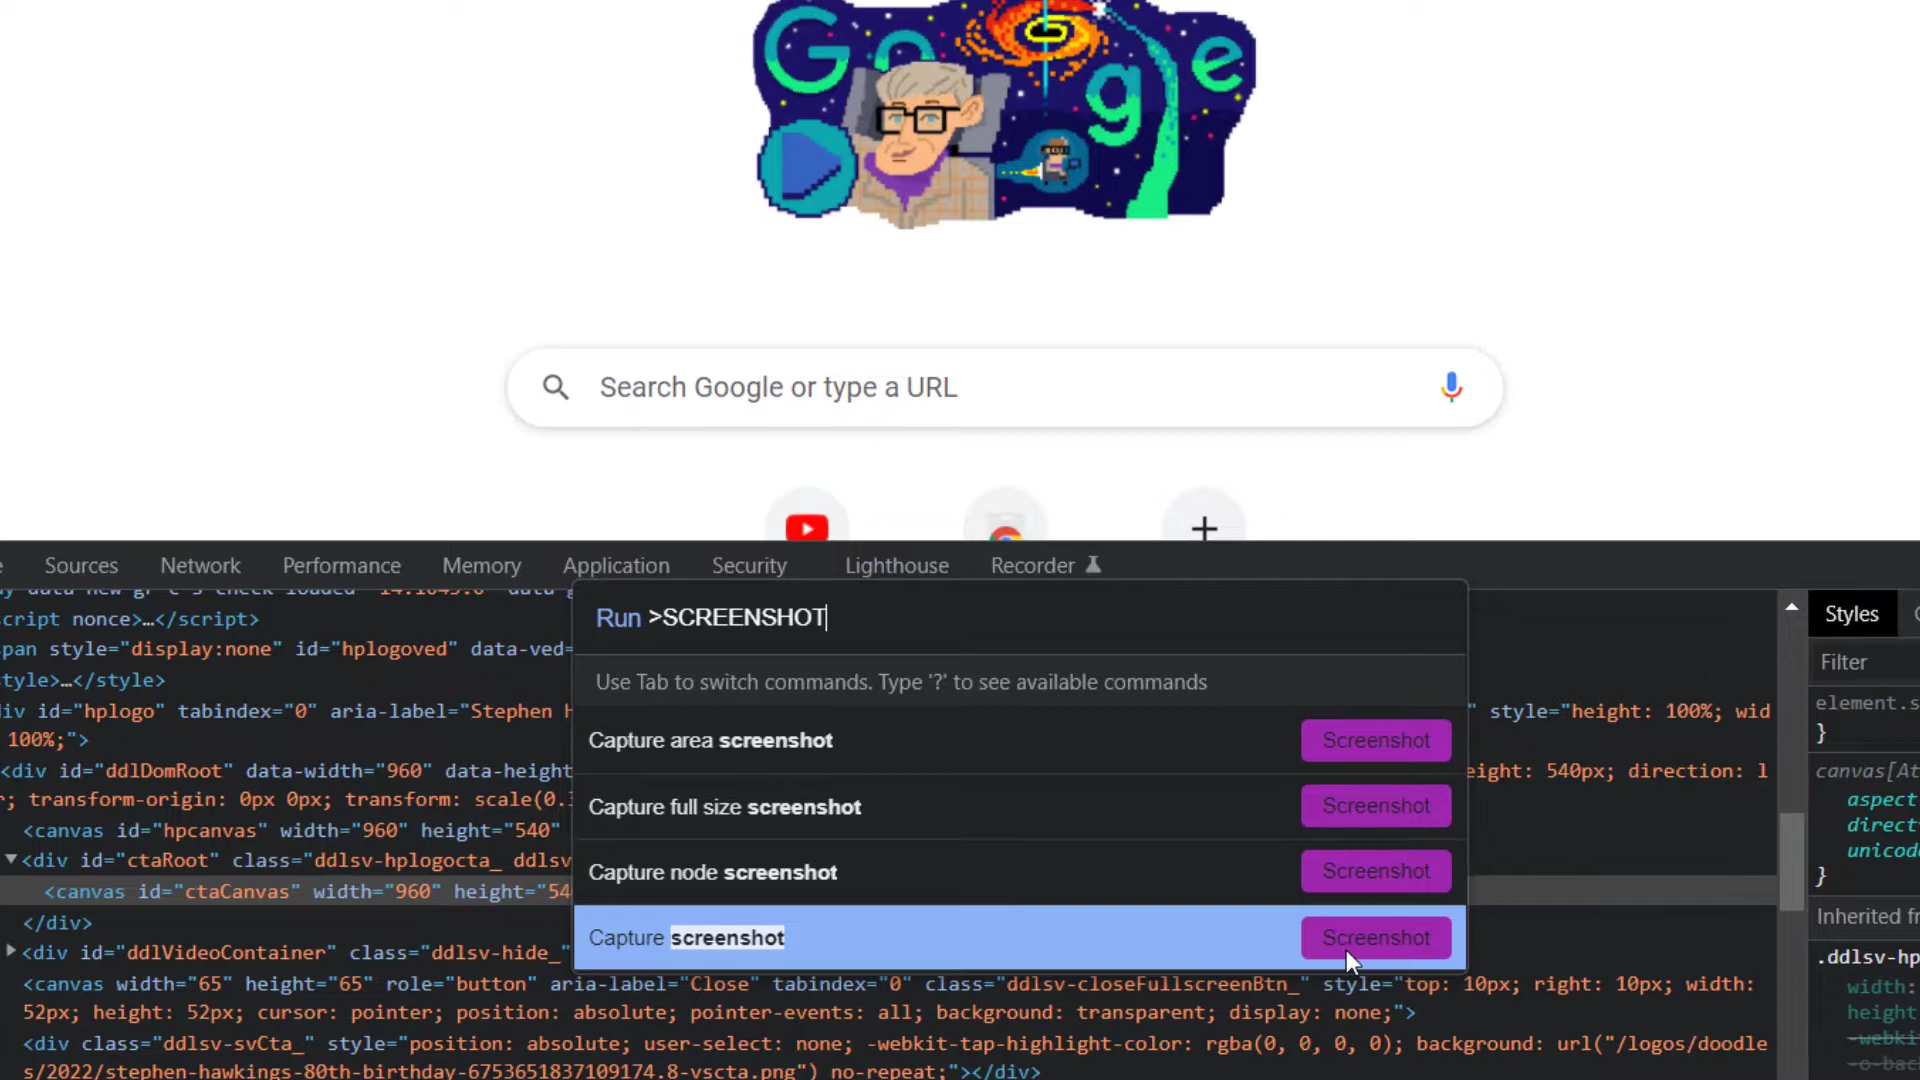 Go ge
Search Google or type a URL
e Sources Network Performance Memory Application Security Lighthouse Recorder
script nonce>…</script>
Run >SCREENSHOT
Styles
pan style="display:none" id="hplogoved" data-ved=
Filter
style>…</style>
Use Tab to switch commands. Type '?' to see available commands
iv id="hplogo" tabindex="0" aria-label="Stephen H
" style="height: 100%; wid
element.s
100%;">
}
Capture area screenshot Screenshot
<div id="ddlDomRoot" data-width="960" data-height
eight: 540px; direction: l
canvas[At
r; transform-origin: 0px 0px; transform: scale(0.3
aspect
Capture full size screenshot Screenshot
<canvas id="hpcanvas" width="960" height="540"
direct
<div id="ctaRoot" class="ddlsv-hplogocta_ ddlsv
unicode
Capture node screenshot Screenshot
}
<canvas id="ctaCanvas" width="960" height="54
Inherited fr
</div>
Capture screenshot Screenshot
<div id="ddlVideoContainer" class="ddlsv-hide_"
.ddlsv-hp
<canvas width="65" height="65" role="button" aria-label="Close" tabindex="0" class="ddlsv-closeFullscreenBtn_" style="top: 10px; right: 10px; width:
width:
52px; height: 52px; cursor: pointer; position: absolute; pointer-events: all; background: transparent; display: none;">
height
<div class="ddlsv-svCta_" style="position: absolute; user-select: none; -webkit-tap-highlight-color: rgba(0, 0, 0, 0); background: url("/logos/doodle
-webki
s/2022/stephen-hawkings-80th-birthday-6753651837109174.8-vscta.png") no-repeat;"></div>
-o-bac